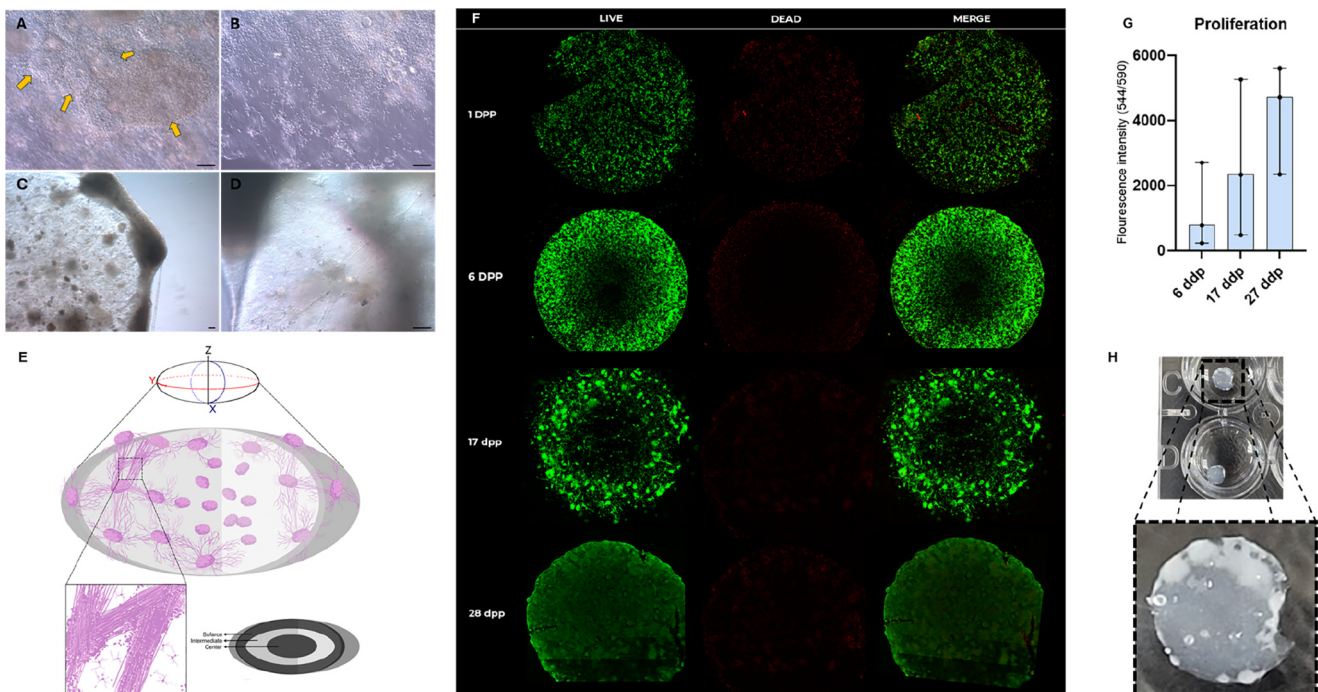 A
B
C
D
E
Z
Y
X
Surface
Intermediate
Center
F
LIVE
DEAD
MERGE
1 DPP
6 DPP
17 dpp
28 dpp
G
Proliferation
Flourescence intensity (544/590)
6000
4000
2000
0
6 ddp
17 ddp
27 ddp
H
C
D